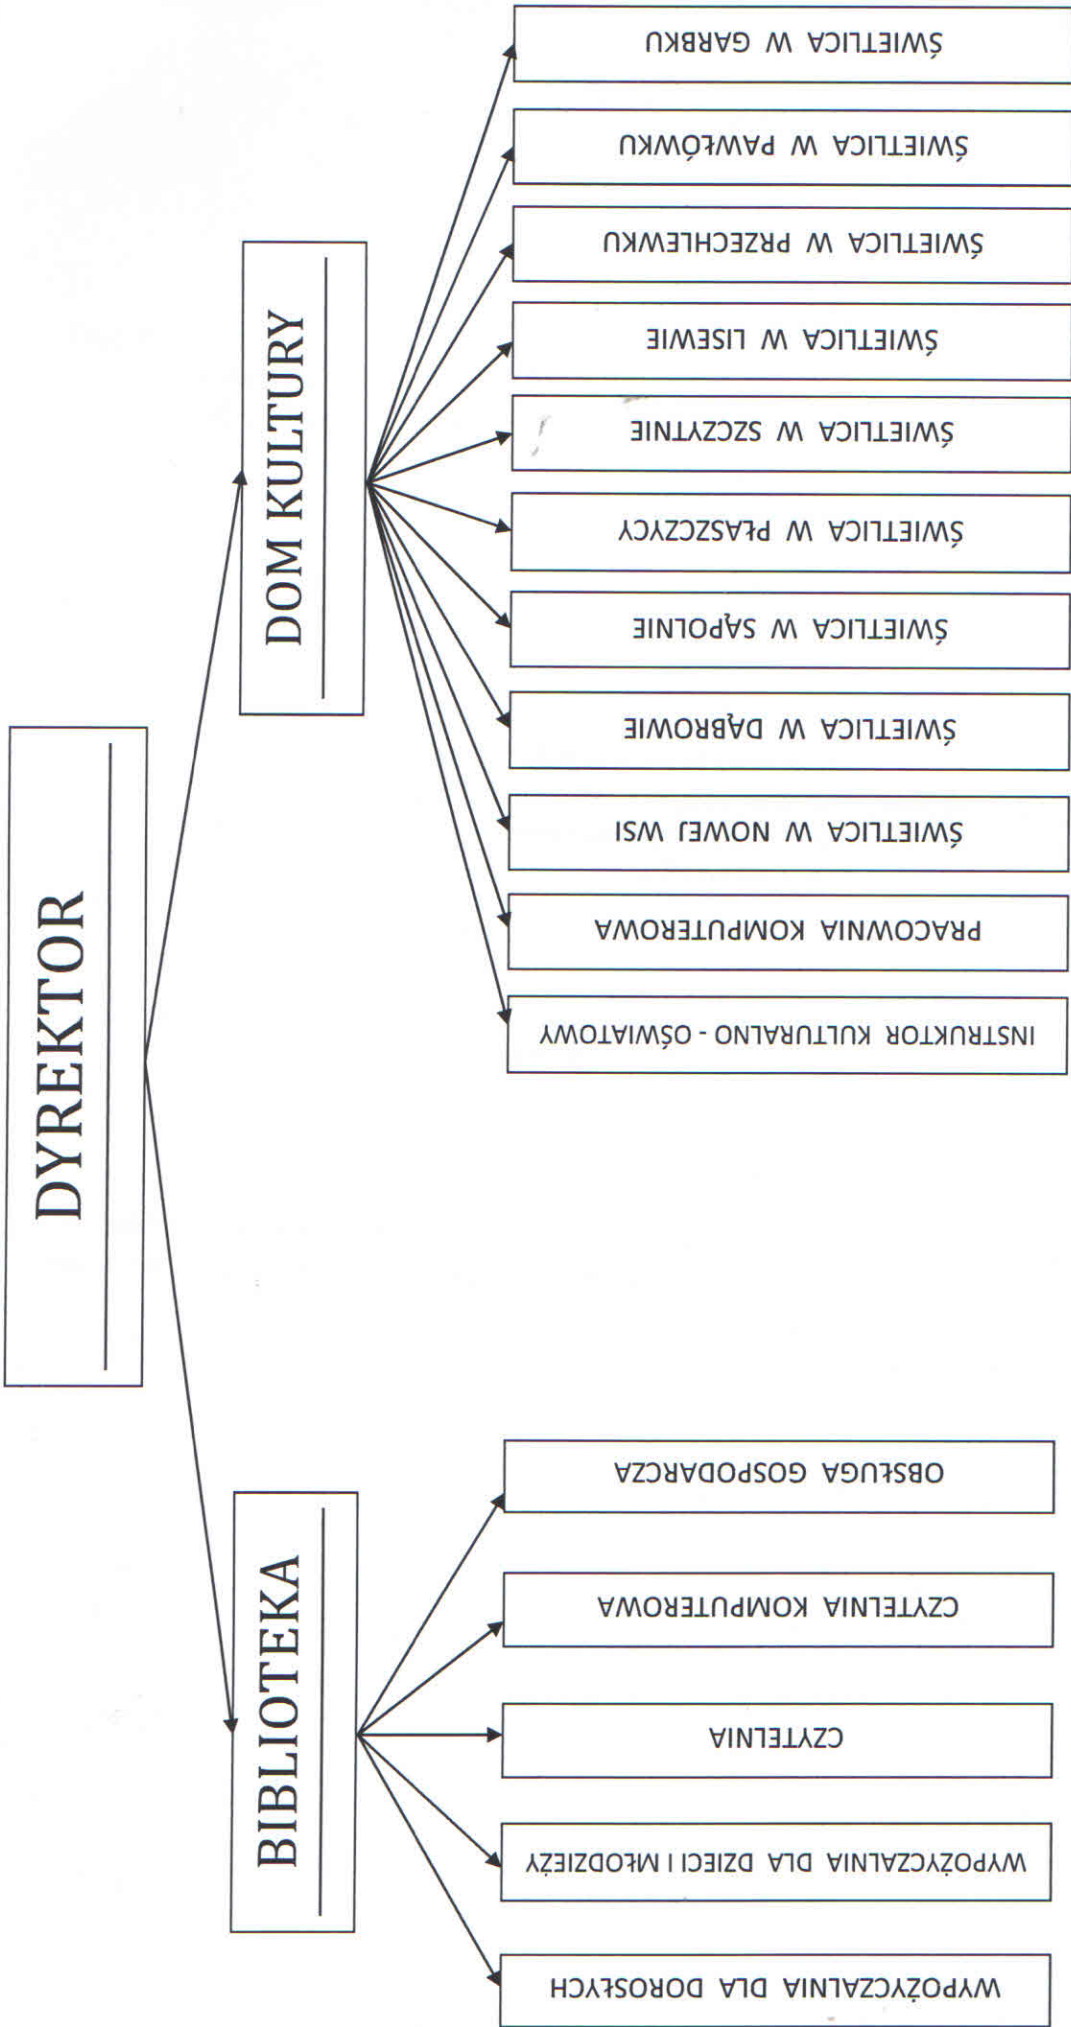 DYREKTOR
BIBLIOTEKA
DOM KULTURY
WYPOŻYCZALNIA DLA DOROSŁYCH
WYPOŻYCZALNIA DLA DZIECI I MŁODZIEŻY
CZYTELNIA
CZYTELNIA KOMPUTEROWA
OBSŁUGA GOSPODARCZA
INSTRUKTOR KULTURALNO - OŚWIATOWY
PRACOWNIA KOMPUTEROWA
ŚWIETLICA W NOWEJ WSI
ŚWIETLICA W DĄBROWIE
ŚWIETLICA W SĄPOLNIE
ŚWIETLICA W PŁASZCZYCY
ŚWIETLICA W SZCZYTNIE
ŚWIETLICA W LISEWIE
ŚWIETLICA W PRZECHLEWKU
ŚWIETLICA W PAWŁÓWKU
ŚWIETLICA W GARBKU